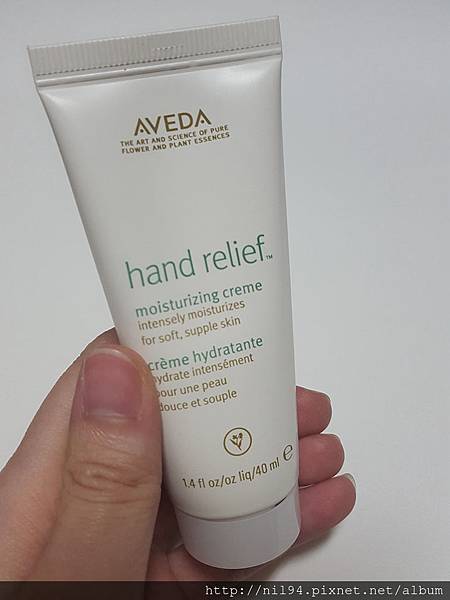 AVEDA
THE ART AND SCIENCE OF PURE
FLOWER AND PLANT ESSENCES
hand relief™
moisturizing creme
intensely moisturizes
for soft, supple skin
crème hydratante
hydrate intensément
pour une peau
douce et souple
1.4 fl oz/oz liq/40 ml e
http://nil94.pixnet.net/album